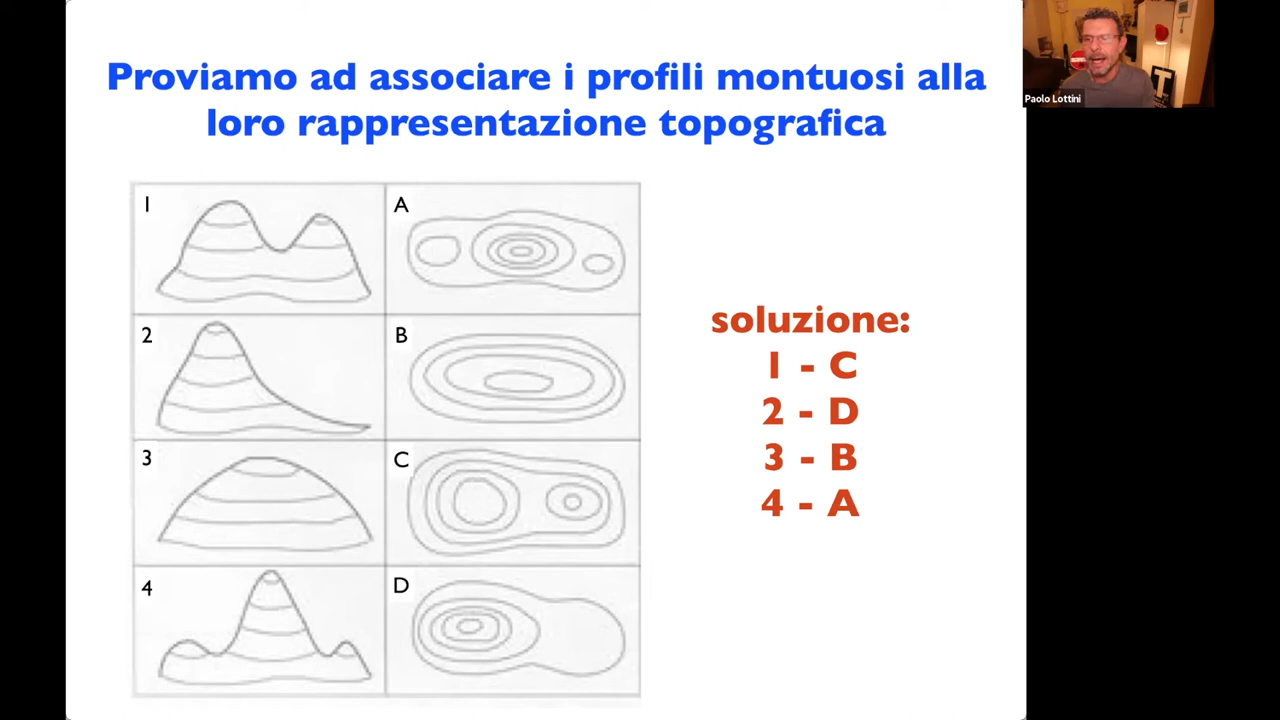 Proviamo ad associare i profili montuosi alla
loro rappresentazione topografica
Paolo Lottini
1
A
2
B
3
C
4
D
soluzione:
1 - C
2 - D
3 - B
4 - A
T